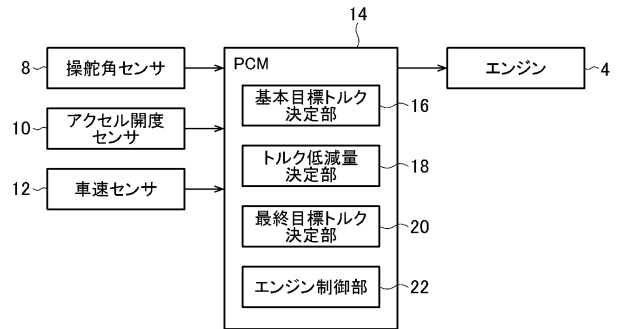 14
8
操舵角センサ
PCM
エンジン
4
基本目標トルク
決定部
16
10
アクセル開度
センサ
トルク低減量
決定部
18
12
車速センサ
最終目標トルク
決定部
20
エンジン制御部
22